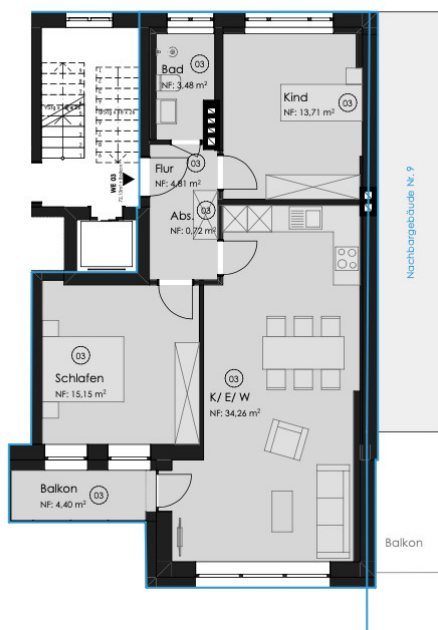 Bad
03
NF: 3,48 m²
Kind
03
NF: 13,71 m²
Flur
03
NF: 4,81 m²
WE 03
Abs.
03
NF: 0,72 m²
Nachbargebäude Nr. 9
03
Schlafen
NF: 15,15 m²
03
K/ E/ W
NF: 34,26 m²
Balkon
03
NF: 4,40 m²
Balkon